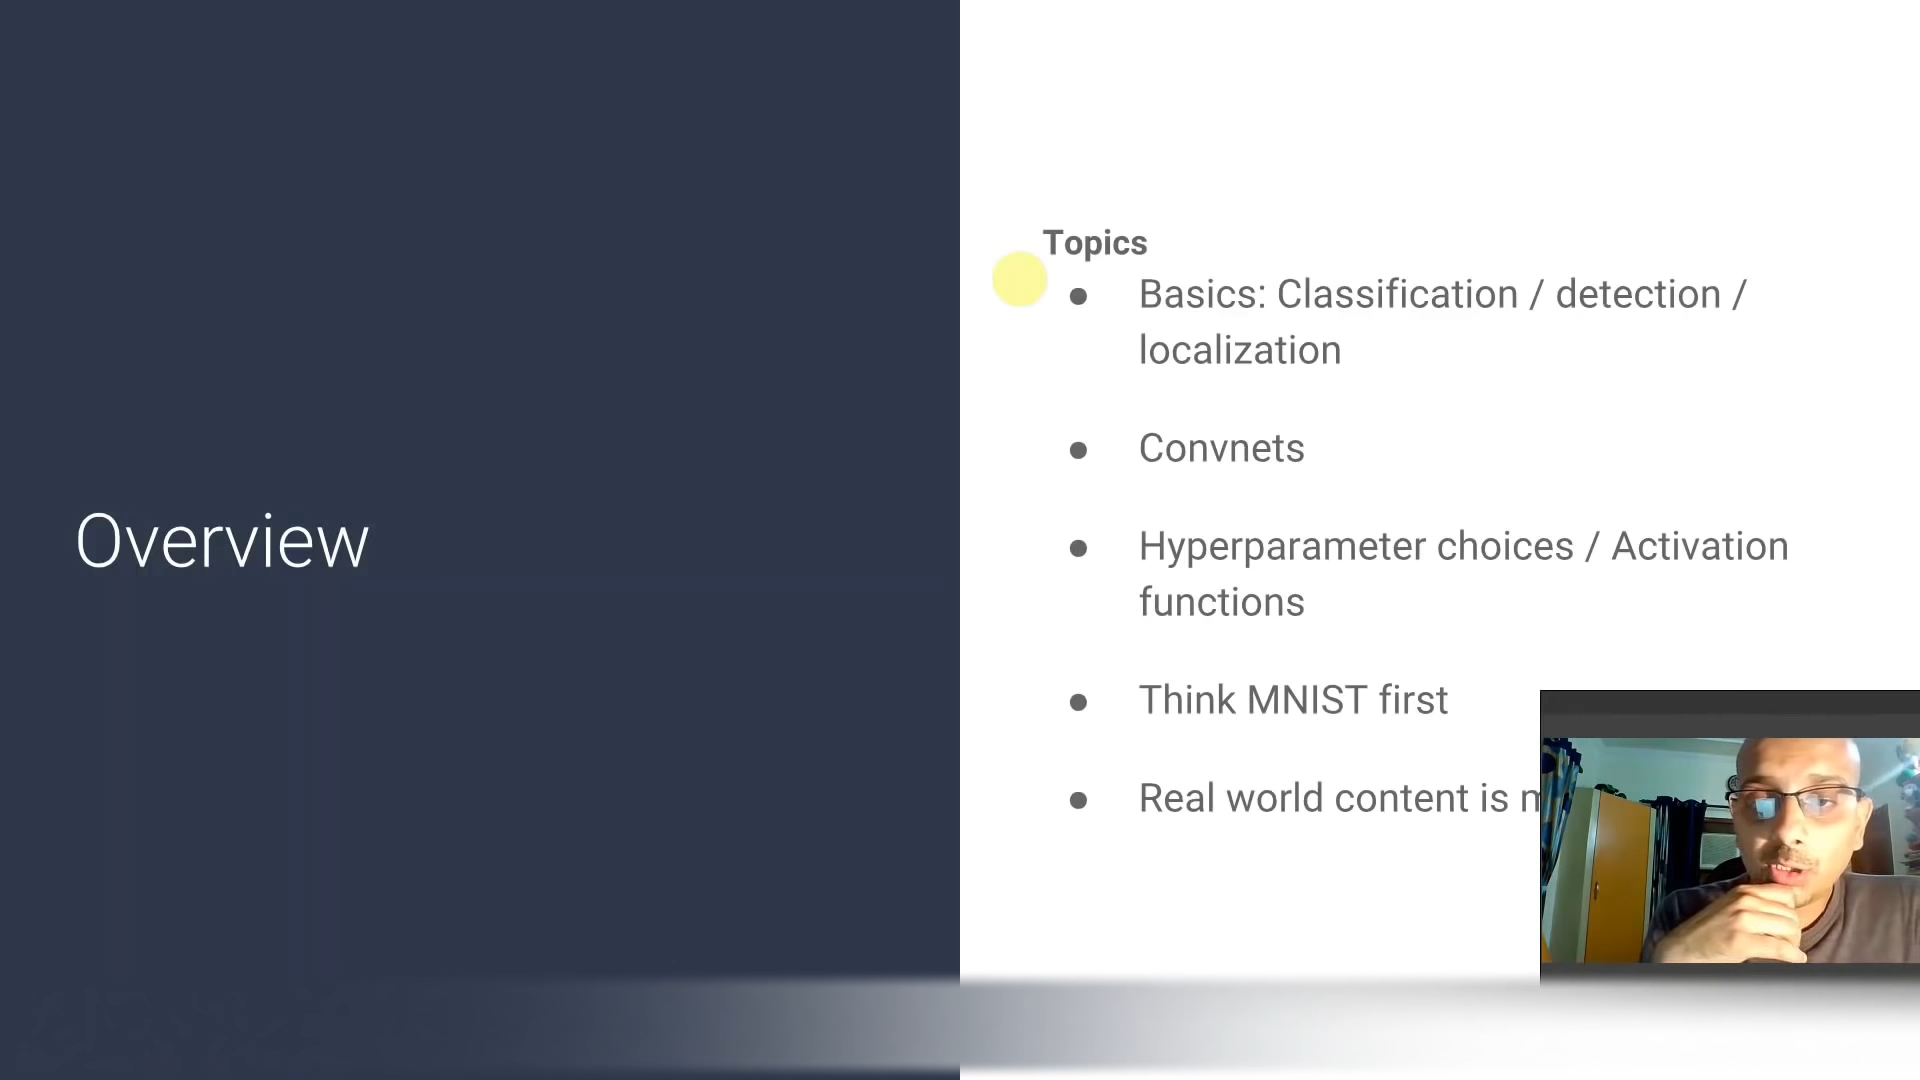 Overview
Topics
● Basics: Classification / detection /
localization
● Convnets
● Hyperparameter choices / Activation
functions
● Think MNIST first
● Real world content is